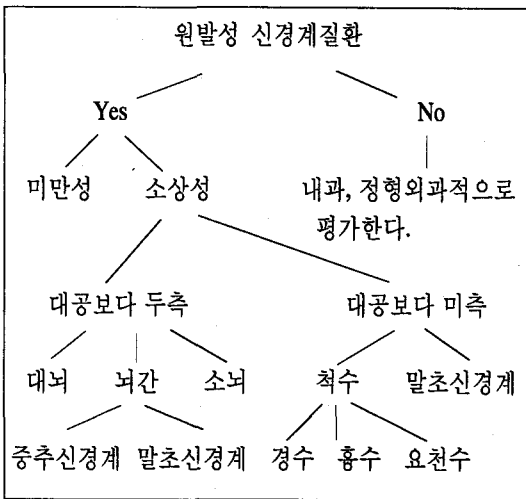 원발성 신경계질환
Yes No
미만성 소상성 내과, 정형외과적으로
평가한다.
대공보다 두측 대공보다 미측
대뇌 뇌간 소뇌 척수 말초신경계
중추신경계 말초신경계 경수 흉수 요천수